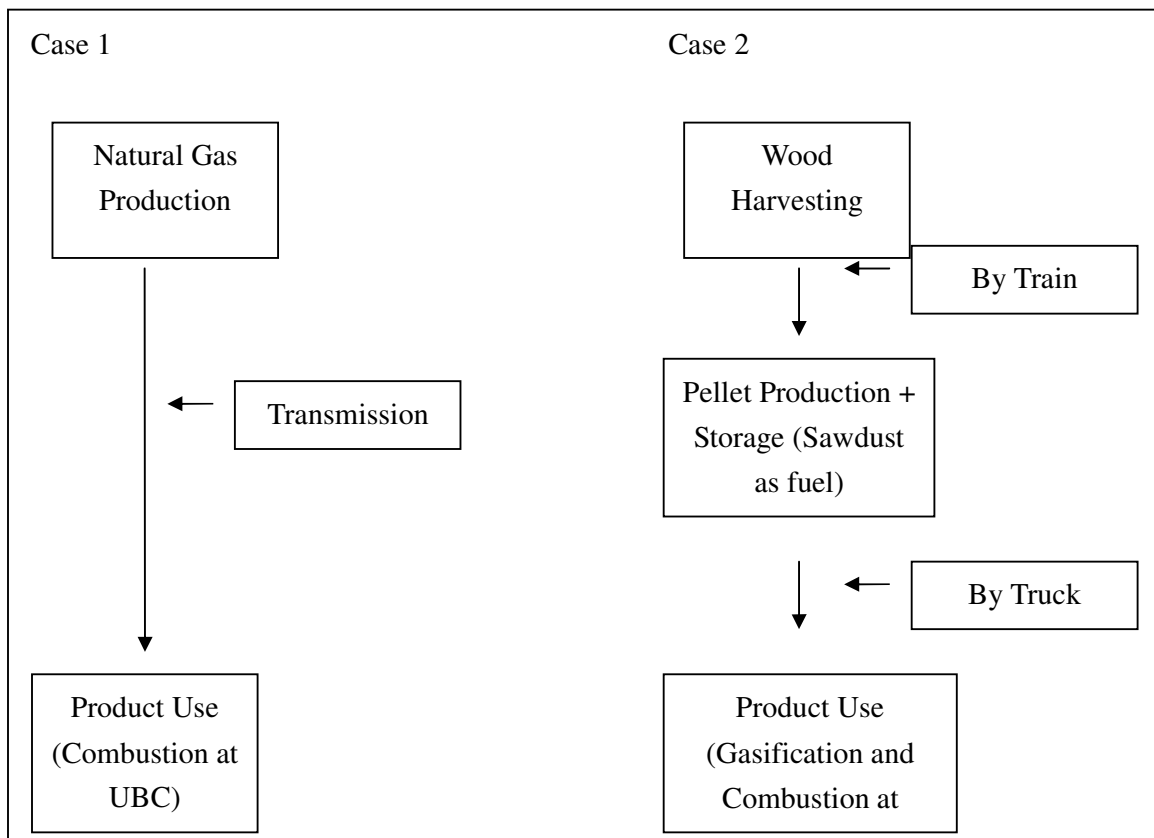 Case 1
Natural Gas
Production
Transmission
Product Use
(Combustion at
UBC)
Case 2
Wood
Harvesting
By Train
Pellet Production +
Storage (Sawdust
as fuel)
By Truck
Product Use
(Gasification and
Combustion at